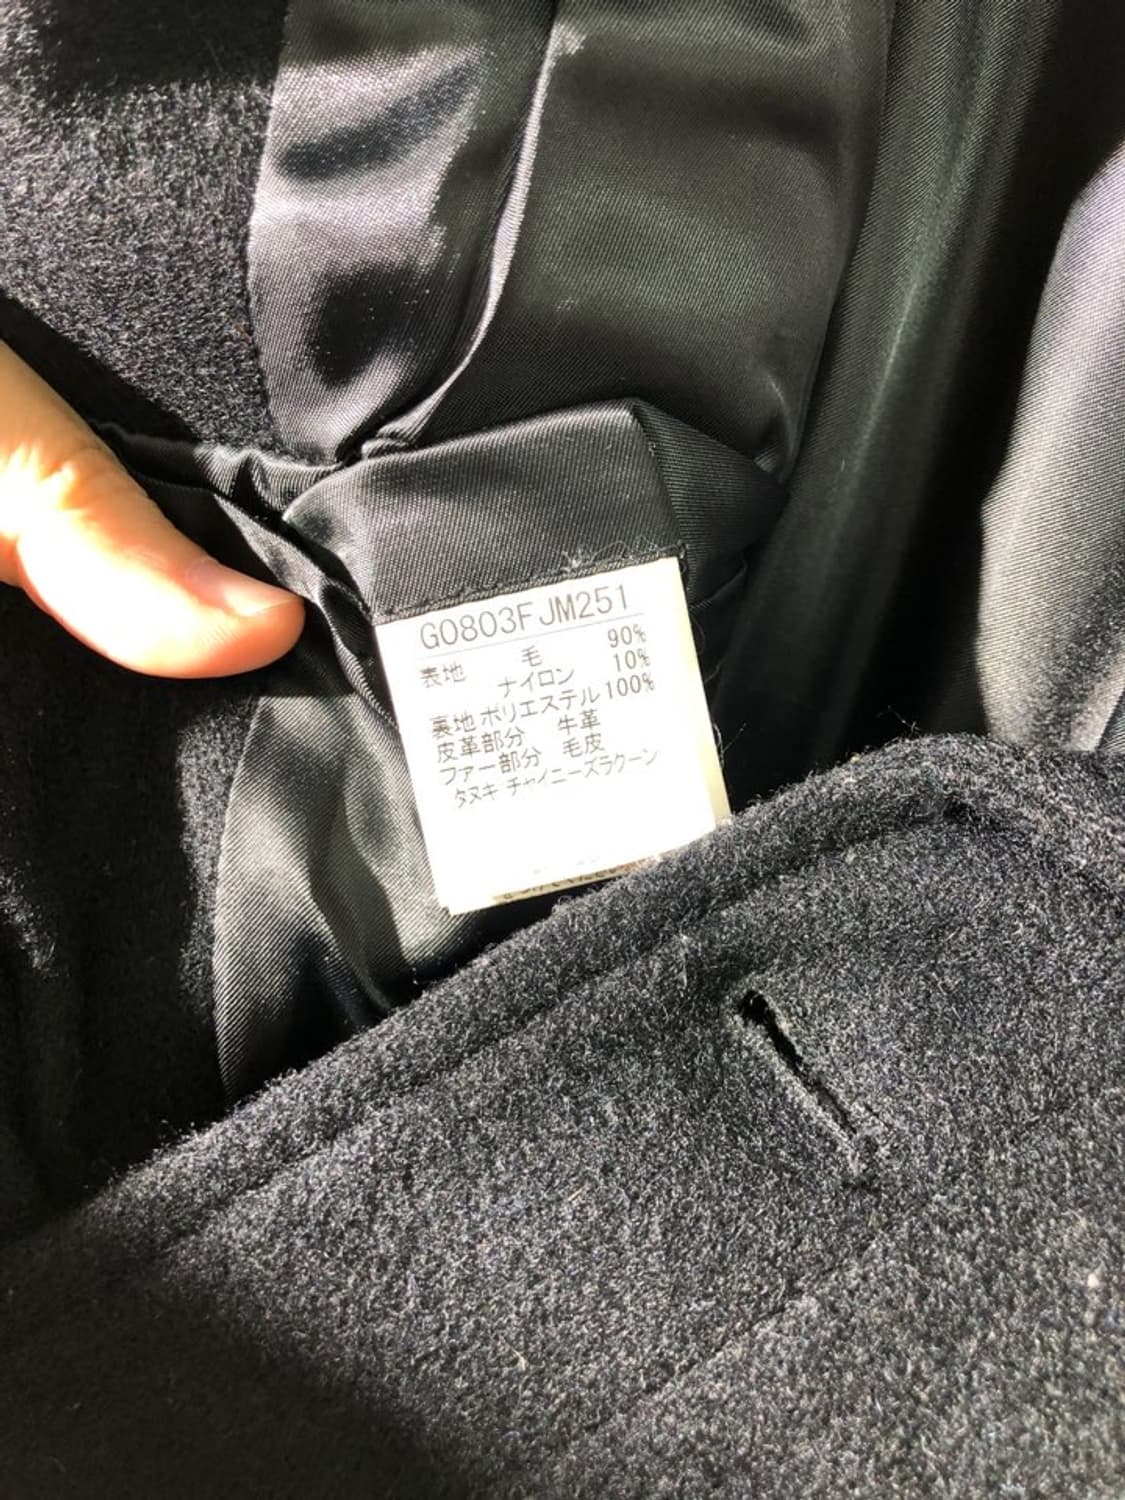 G0803FJM251
表地 毛 90%
ナイロン 10%
裏地 ポリエステル 100%
皮革部分 牛革
ファー部分 毛皮
タヌキ チャイニーズラクーン